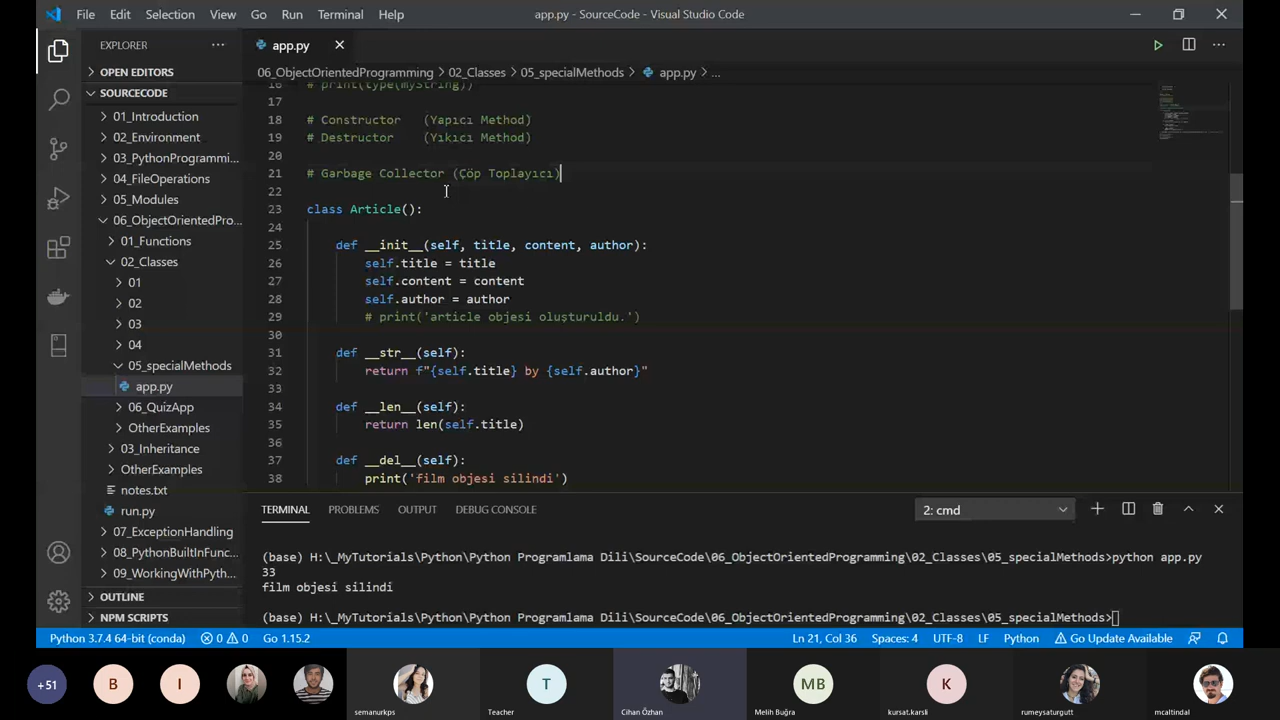 File Edit Selection View Go Run Terminal Help app.py - SourceCode - Visual Studio Code
EXPLORER
OPEN EDITORS
SOURCECODE
01_Introduction
02_Environment
03_PythonProgrammi...
04_FileOperations
05_Modules
06_ObjectOrientedPro...
01_Functions
02_Classes
01
02
03
04
05_specialMethods
app.py
06_QuizApp
OtherExamples
03_Inheritance
OtherExamples
notes.txt
run.py
07_ExceptionHandling
08_PythonBuiltInFunc...
09_WorkingWithPyth...
OUTLINE
NPM SCRIPTS
app.py
06_ObjectOrientedProgramming > 02_Classes > 05_specialMethods > app.py > ...
16 # print(type(myString))
17
18 # Constructor (Yapıcı Method)
19 # Destructor (Yıkıcı Method)
20
21 # Garbage Collector (Çöp Toplayıcı)
22
23 class Article():
24
25 def __init__(self, title, content, author):
26 self.title = title
27 self.content = content
28 self.author = author
29 # print('article objesi oluşturuldu.')
30
31 def __str__(self):
32 return f"{self.title} by {self.author}"
33
34 def __len__(self):
35 return len(self.title)
36
37 def __del__(self):
38 print('film objesi silindi')
TERMINAL PROBLEMS OUTPUT DEBUG CONSOLE 2: cmd
(base) H:\_MyTutorials\Python\Python Programlama Dili\SourceCode\06_ObjectOrientedProgramming\02_Classes\05_specialMethods>python app.py
33
film objesi silindi
(base) H:\_MyTutorials\Python\Python Programlama Dili\SourceCode\06_ObjectOrientedProgramming\02_Classes\05_specialMethods>
Python 3.7.4 64-bit (conda) 0 0 Go 1.15.2 Ln 21, Col 36 Spaces: 4 UTF-8 LF Python Go Update Available
+51 B I T MB K
semanurkps Teacher Cihan Özhan Melih Buğra kursat.karsli rumeysaturgutt mcaltindal